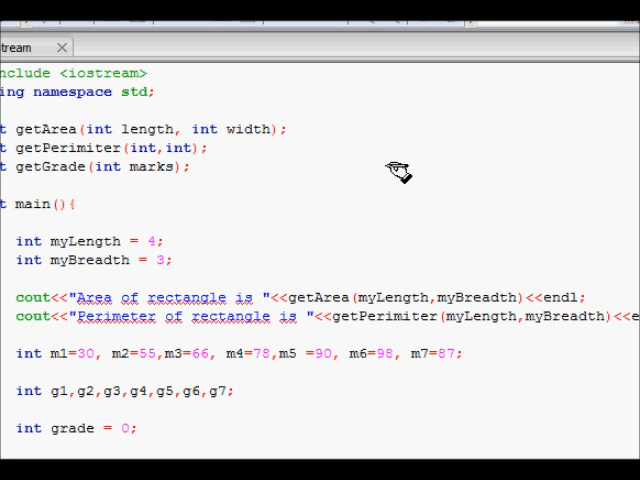 tream
nclude <iostream>
ing namespace std;
t getArea(int length, int width);
t getPerimiter(int,int);
t getGrade(int marks);
t main(){
int myLength = 4;
int myBreadth = 3;
cout<<"Area of rectangle is "<<getArea(myLength,myBreadth)<<endl;
cout<<"Perimeter of rectangle is "<<getPerimiter(myLength,myBreadth)<<e
int m1=30, m2=55,m3=66, m4=78,m5 =90, m6=98, m7=87;
int g1,g2,g3,g4,g5,g6,g7;
int grade = 0;